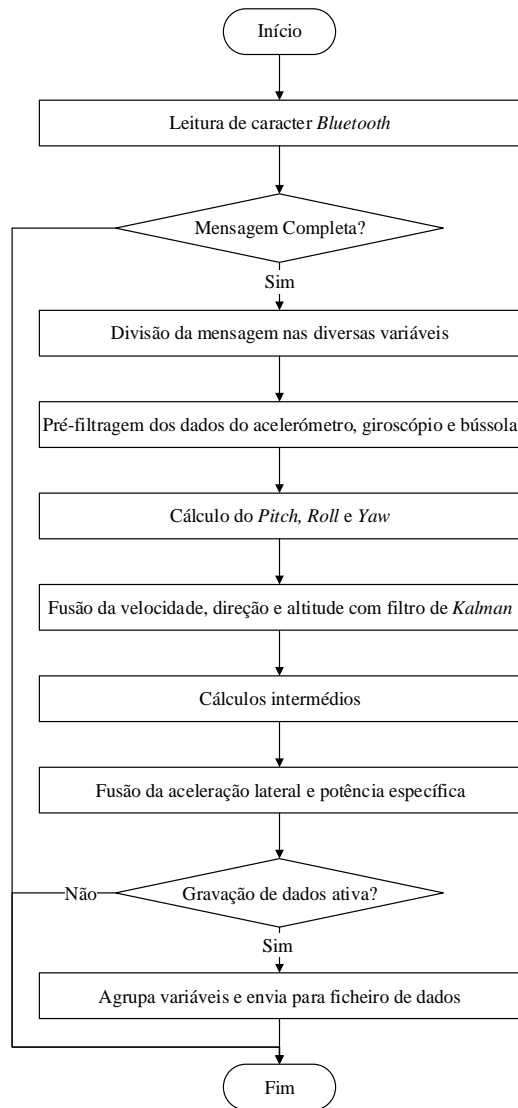 Início
Leitura de caracter Bluetooth
Mensagem Completa?
Sim
Divisão da mensagem nas diversas variáveis
Pré-filtragem dos dados do acelerómetro, giroscópio e bússola
Cálculo do Pitch, Roll e Yaw
Fusão da velocidade, direção e altitude com filtro de Kalman
Cálculos intermédios
Fusão da aceleração lateral e potência específica
Não
Gravação de dados ativa?
Sim
Agrupa variáveis e envia para ficheiro de dados
Fim